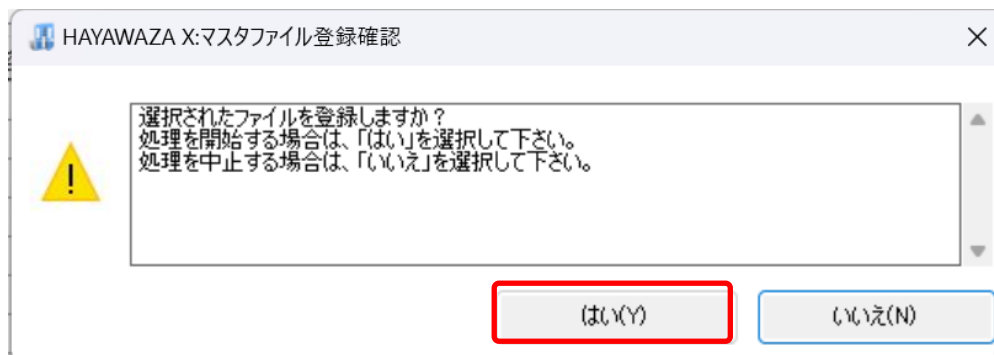 HAYAWAZA X:マスタファイル登録確認
選択されたファイルを登録しますか?
処理を開始する場合は、「はい」を選択して下さい。
処理を中止する場合は、「いいえ」を選択して下さい。
はい(Y)
いいえ(N)